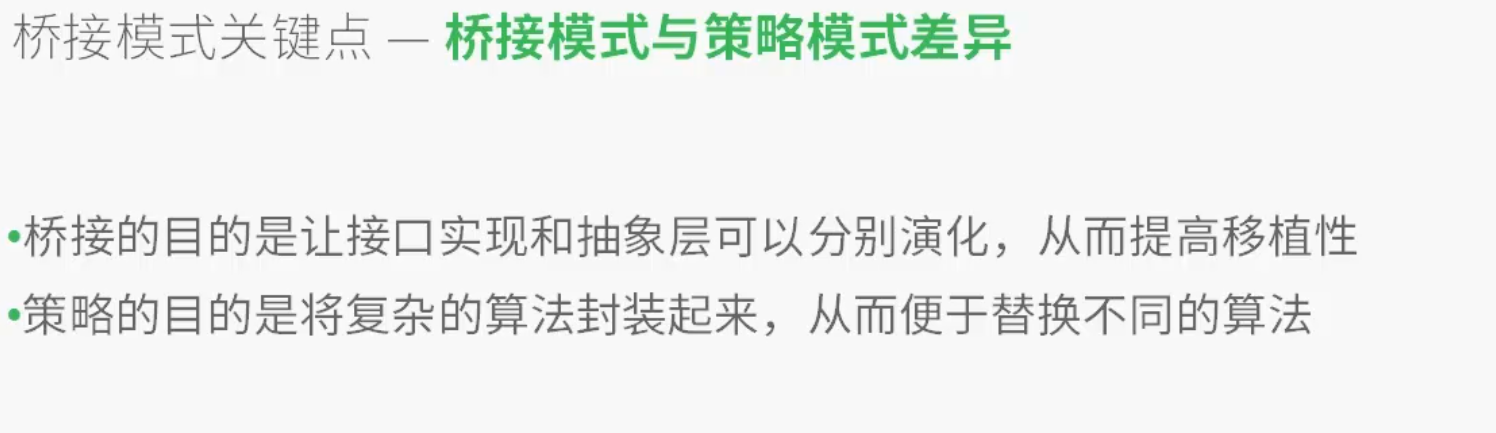 桥接模式关键点 — 桥接模式与策略模式差异
•桥接的目的是让接口实现和抽象层可以分别演化，从而提高移植性
•策略的目的是将复杂的算法封装起来，从而便于替换不同的算法